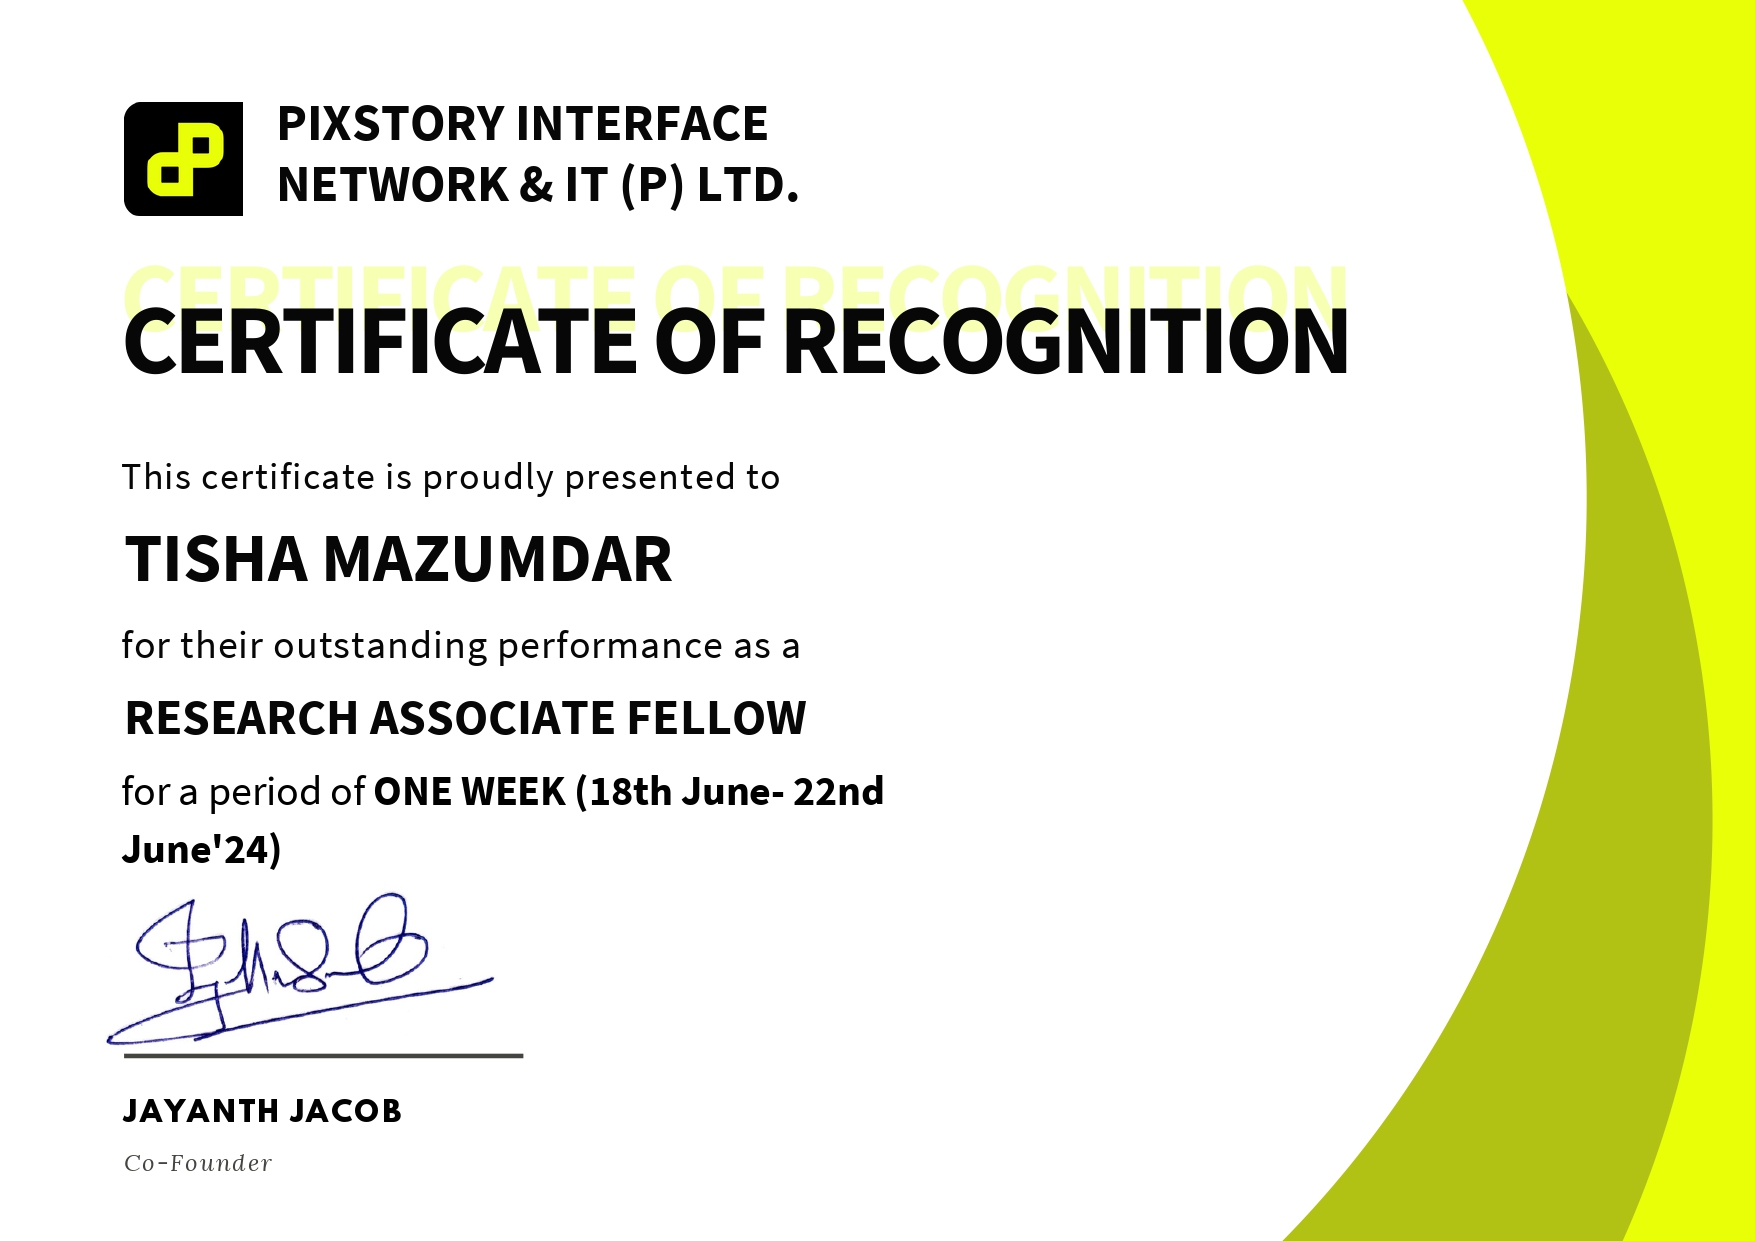 PIXSTORY INTERFACE
NETWORK & IT (P) LTD.
CERTIFICATE OF RECOGNITION
CERTIFICATE OF RECOGNITION
This certificate is proudly presented to
TISHA MAZUMDAR
for their outstanding performance as a
RESEARCH ASSOCIATE FELLOW
for a period of ONE WEEK (18th June- 22nd
June'24)
JAYANTH JACOB
Co-Founder